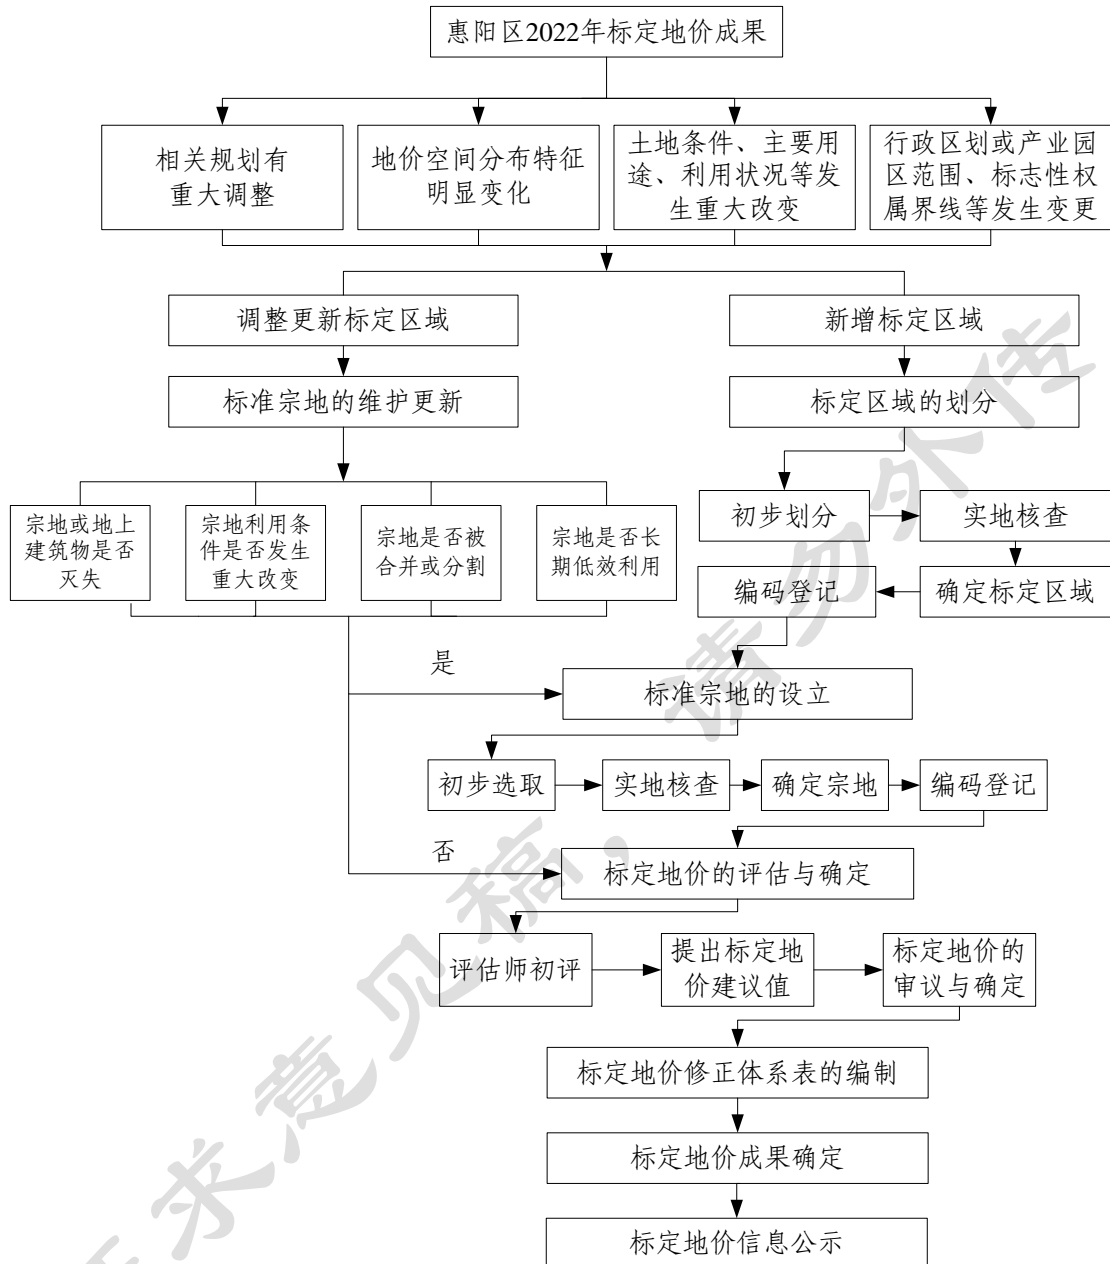 惠阳区2022年标定地价成果
相关规划有
重大调整
地价空间分布特征
明显变化
土地条件、主要用
途、利用状况等发
生重大改变
行政区划或产业园
区范围、标志性权
属界线等发生变更
调整更新标定区域
新增标定区域
标准宗地的维护更新
标定区域的划分
宗地或地上
建筑物是否
灭失
宗地利用条
件是否发生
重大改变
宗地是否被
合并或分割
宗地是否长
期低效利用
初步划分
实地核查
编码登记
确定标定区域
是
标准宗地的设立
初步选取
实地核查
确定宗地
编码登记
否
标定地价的评估与确定
评估师初评
提出标定地
价建议值
标定地价的
审议与确定
标定地价修正体系表的编制
标定地价成果确定
标定地价信息公示
求意见稿，请勿外传